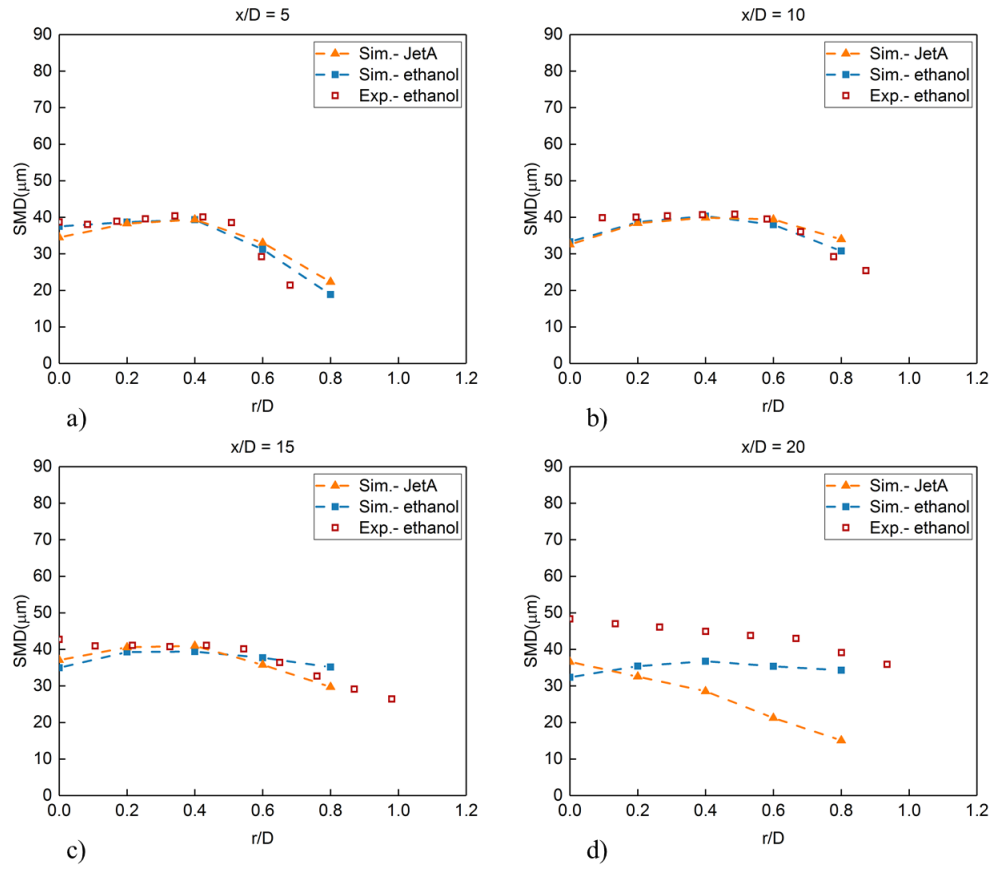 x/D = 5
90
80
70
60
50
40
30
20
10
0
SMD(μm)
Sim.- JetA
Sim.- ethanol
Exp.- ethanol
0.0 0.2 0.4 0.6 0.8 1.0 1.2
r/D
a)
x/D = 10
90
80
70
60
50
40
30
20
10
0
SMD(μm)
Sim.- JetA
Sim.- ethanol
Exp.- ethanol
0.0 0.2 0.4 0.6 0.8 1.0 1.2
r/D
b)
x/D = 15
90
80
70
60
50
40
30
20
10
0
SMD(μm)
Sim.- JetA
Sim.- ethanol
Exp.- ethanol
0.0 0.2 0.4 0.6 0.8 1.0 1.2
r/D
c)
x/D = 20
90
80
70
60
50
40
30
20
10
0
SMD(μm)
Sim.- JetA
Sim.- ethanol
Exp.- ethanol
0.0 0.2 0.4 0.6 0.8 1.0 1.2
r/D
d)